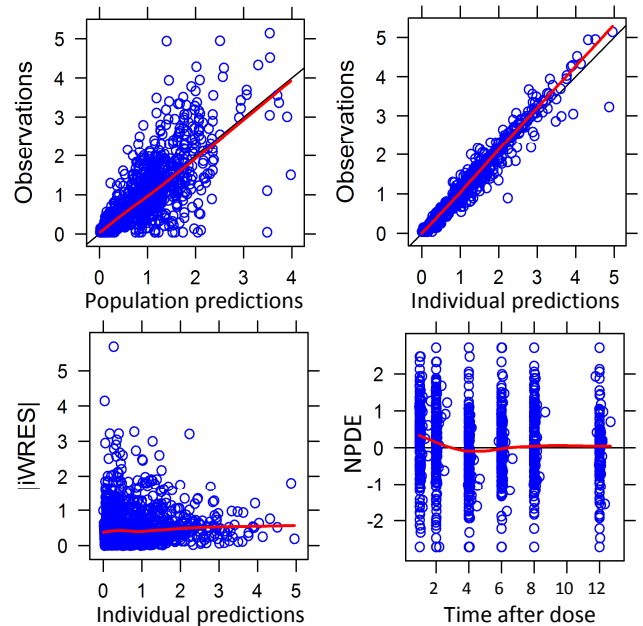 Observations
5
4
3
2
1
0
0 1 2 3 4
Population predictions
Observations
5
4
3
2
1
0
0 1 2 3 4 5
Individual predictions
|iWRES|
5
4
3
2
1
0
0 1 2 3 4 5
Individual predictions
NPDE
2
1
0
-1
-2
2 4 6 8 10 12
Time after dose